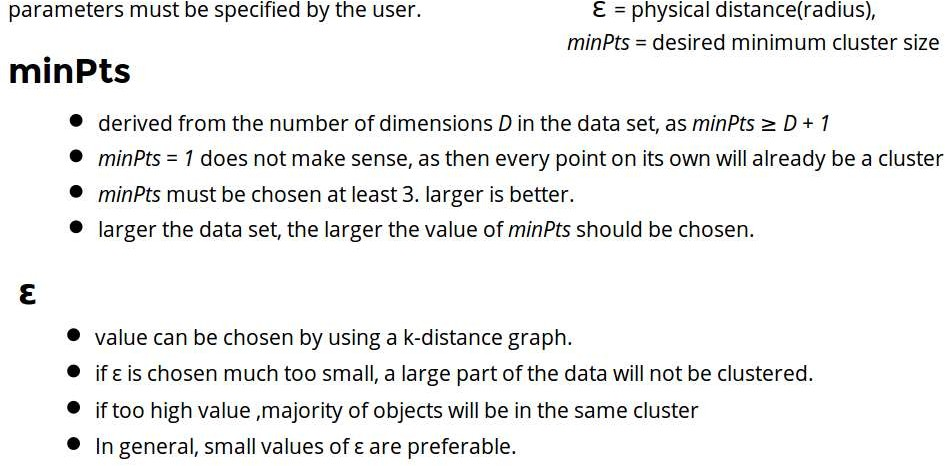 parameters must be specified by the user.
Ɛ = physical distance(radius),
minPts = desired minimum cluster size
minPts
● derived from the number of dimensions D in the data set, as minPts ≥ D + 1
● minPts = 1 does not make sense, as then every point on its own will already be a cluster
● minPts must be chosen at least 3. larger is better.
● larger the data set, the larger the value of minPts should be chosen.
ε
● value can be chosen by using a k-distance graph.
● if ε is chosen much too small, a large part of the data will not be clustered.
● if too high value ,majority of objects will be in the same cluster
● In general, small values of ε are preferable.